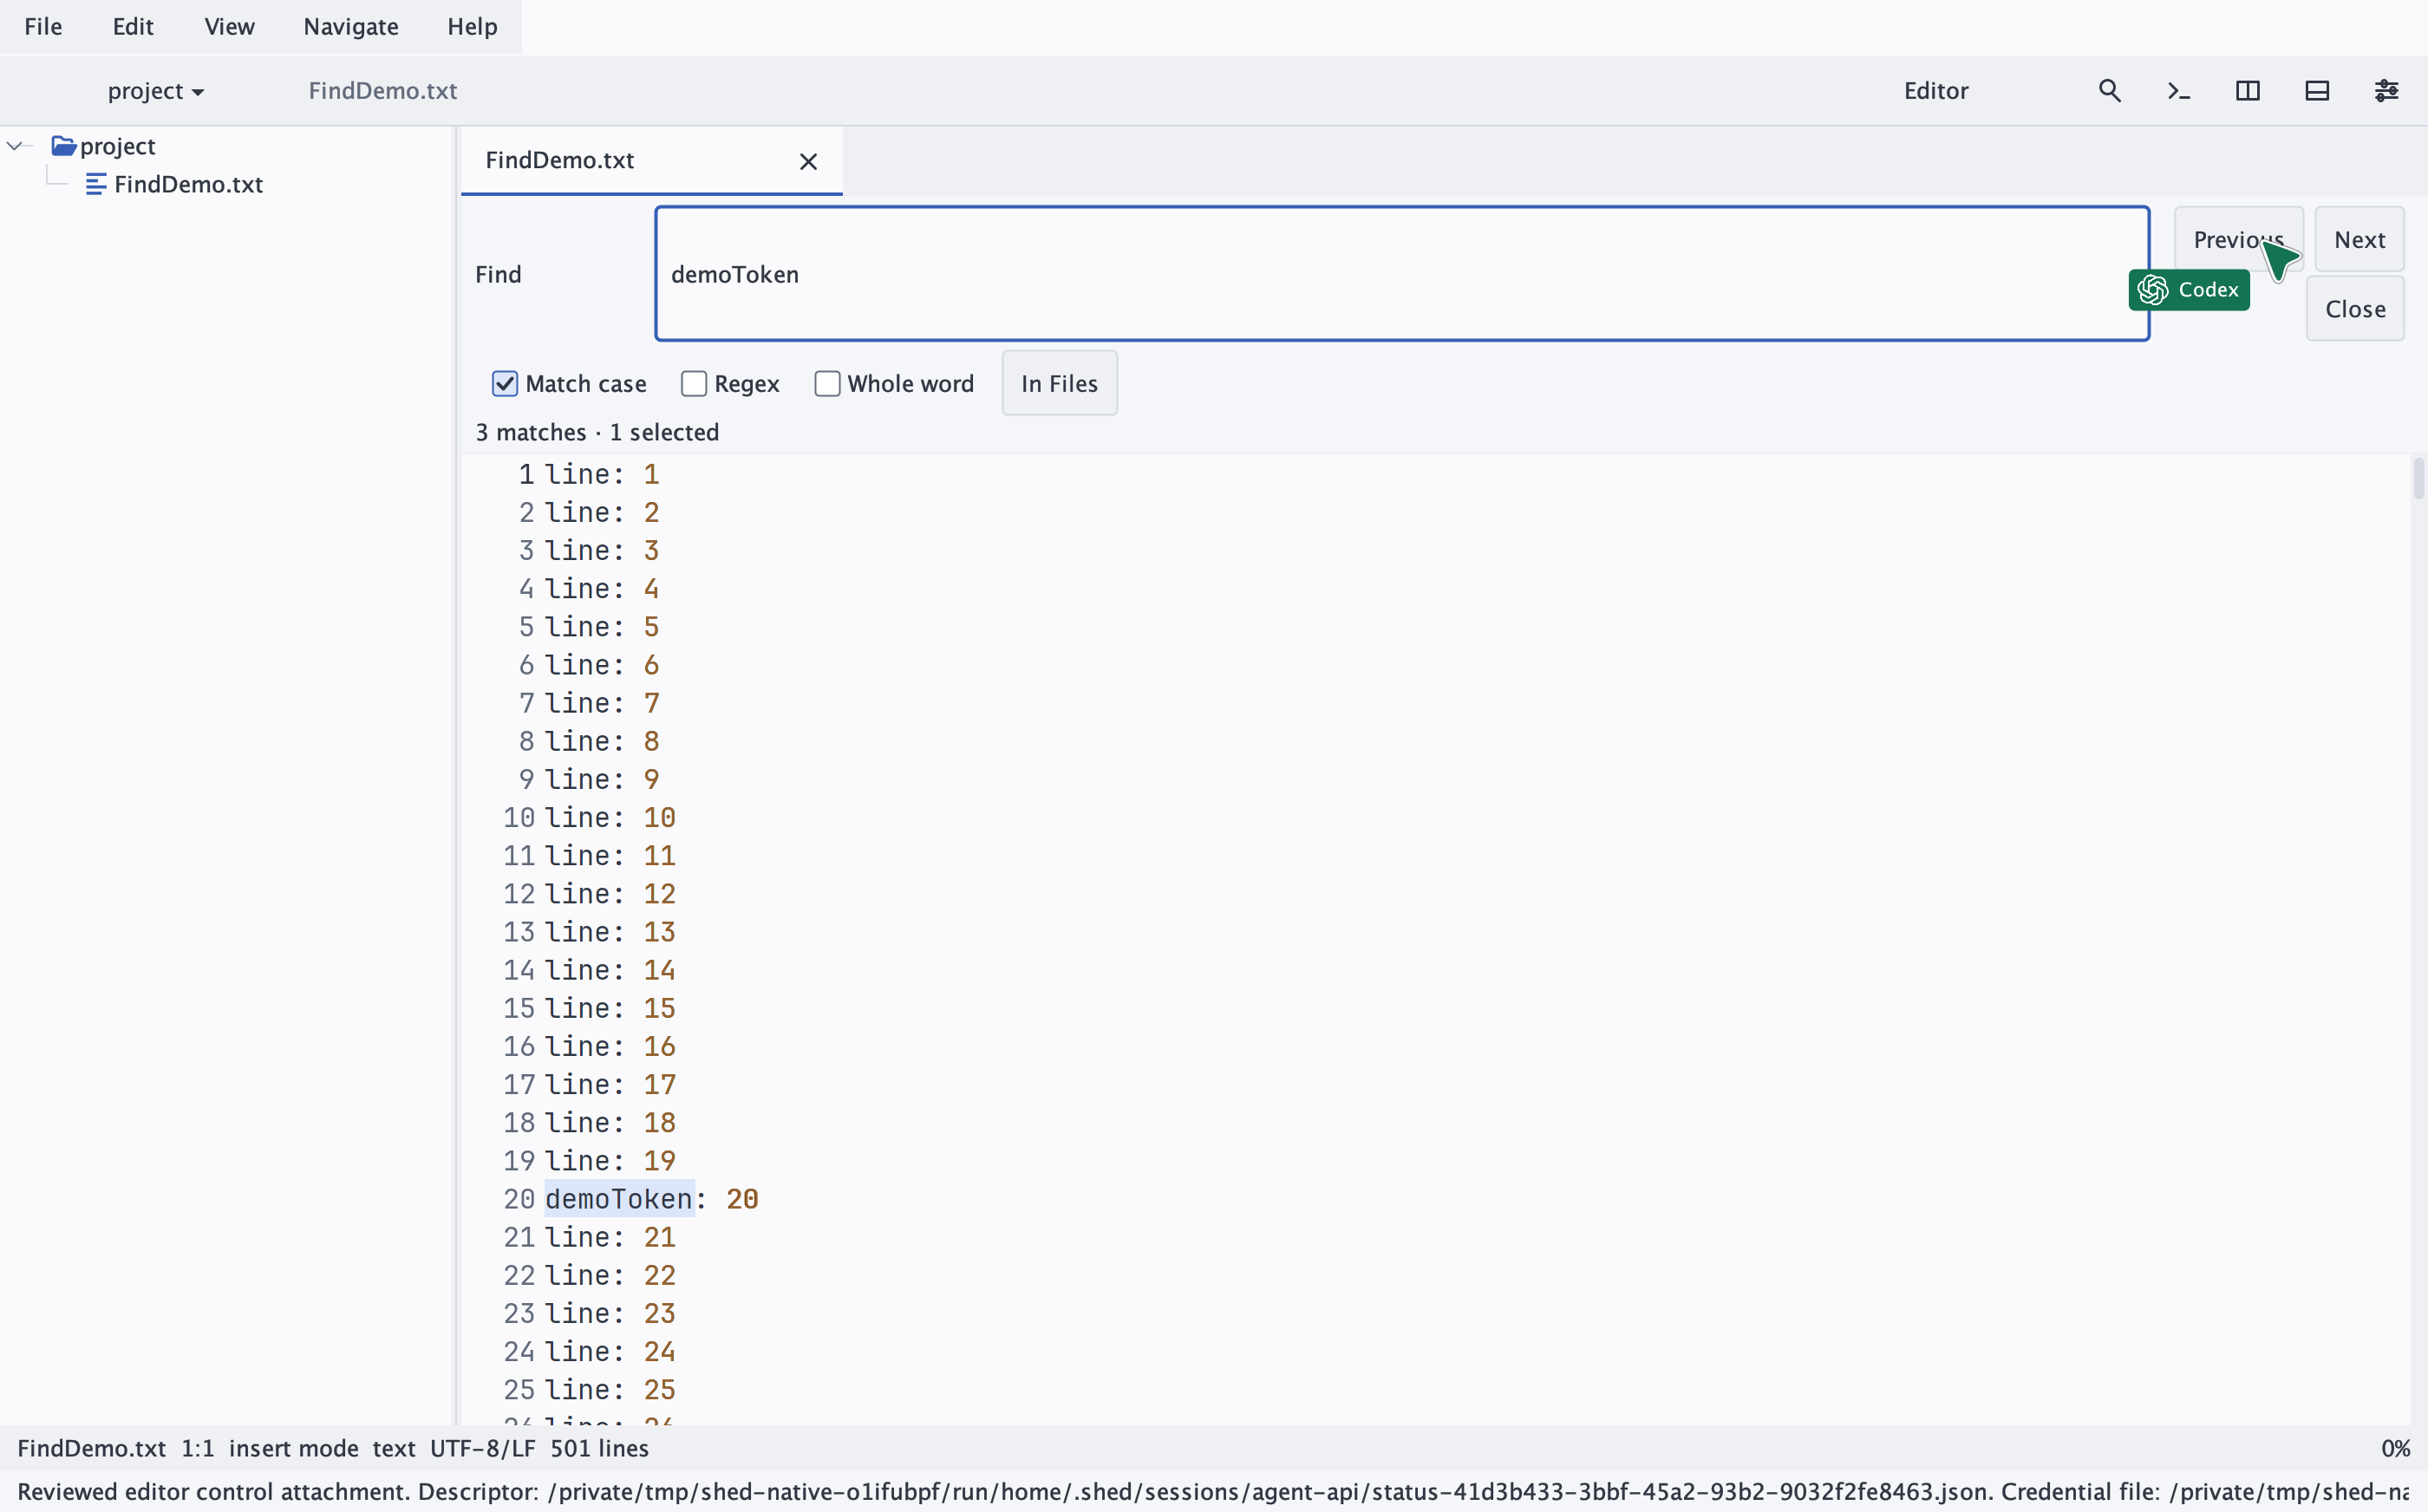 File Edit View Navigate Help
project FindDemo.txt Editor
project
FindDemo.txt
FindDemo.txt
Find demoToken Previous Next
Codex
Close
Match case Regex Whole word In Files
3 matches · 1 selected
1 line: 1
2 line: 2
3 line: 3
4 line: 4
5 line: 5
6 line: 6
7 line: 7
8 line: 8
9 line: 9
10 line: 10
11 line: 11
12 line: 12
13 line: 13
14 line: 14
15 line: 15
16 line: 16
17 line: 17
18 line: 18
19 line: 19
20 demoToken: 20
21 line: 21
22 line: 22
23 line: 23
24 line: 24
25 line: 25
26 line: 26
FindDemo.txt 1:1 insert mode text UTF-8/LF 501 lines 0%
Reviewed editor control attachment. Descriptor: /private/tmp/shed-native-o1ifubpf/run/home/.shed/sessions/agent-api/status-41d3b433-3bbf-45a2-93b2-9032f2fe8463.json. Credential file: /private/tmp/shed-na